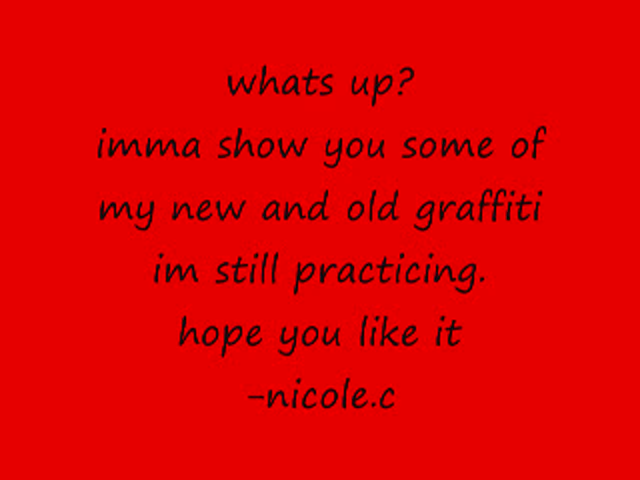 whats up?
imma show you some of
my new and old graffiti
im still practicing.
hope you like it
-nicole.c